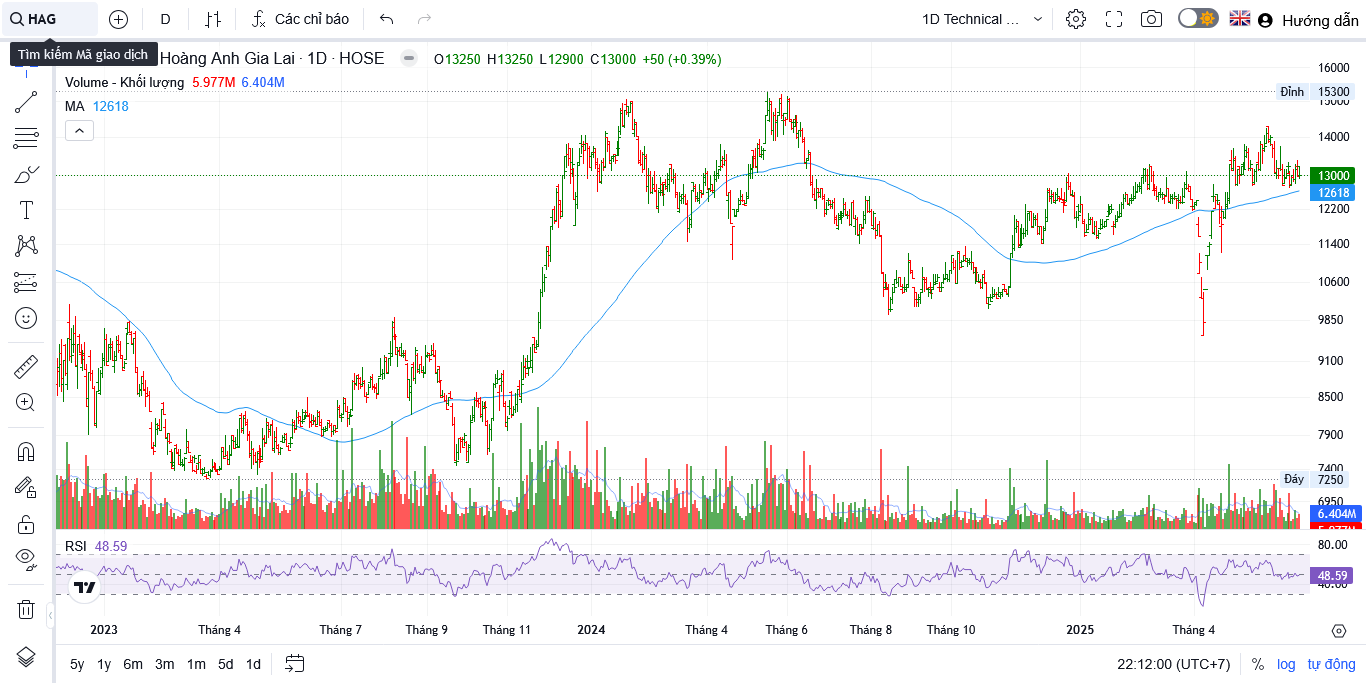 HAG
D
Các chỉ báo
1D Technical ...
Hướng dẫn
Tìm kiếm Mã giao dịch
Hoàng Anh Gia Lai · 1D · HOSE
O13250 H13250 L12900 C13000 +50 (+0.39%)
Volume - Khối lượng 5.977M 6.404M
MA 12618
16000
Đỉnh 15300
15000
14000
13000
12618
12200
11400
10600
9850
9100
8500
7900
7400
Đáy 7250
6950
6.404M
5.977M
RSI 48.59
80.00
48.59
40.00
2023 Tháng 4 Tháng 7 Tháng 9 Tháng 11 2024 Tháng 4 Tháng 6 Tháng 8 Tháng 10 2025 Tháng 4
5y 1y 6m 3m 1m 5d 1d
22:12:00 (UTC+7) % log tự động